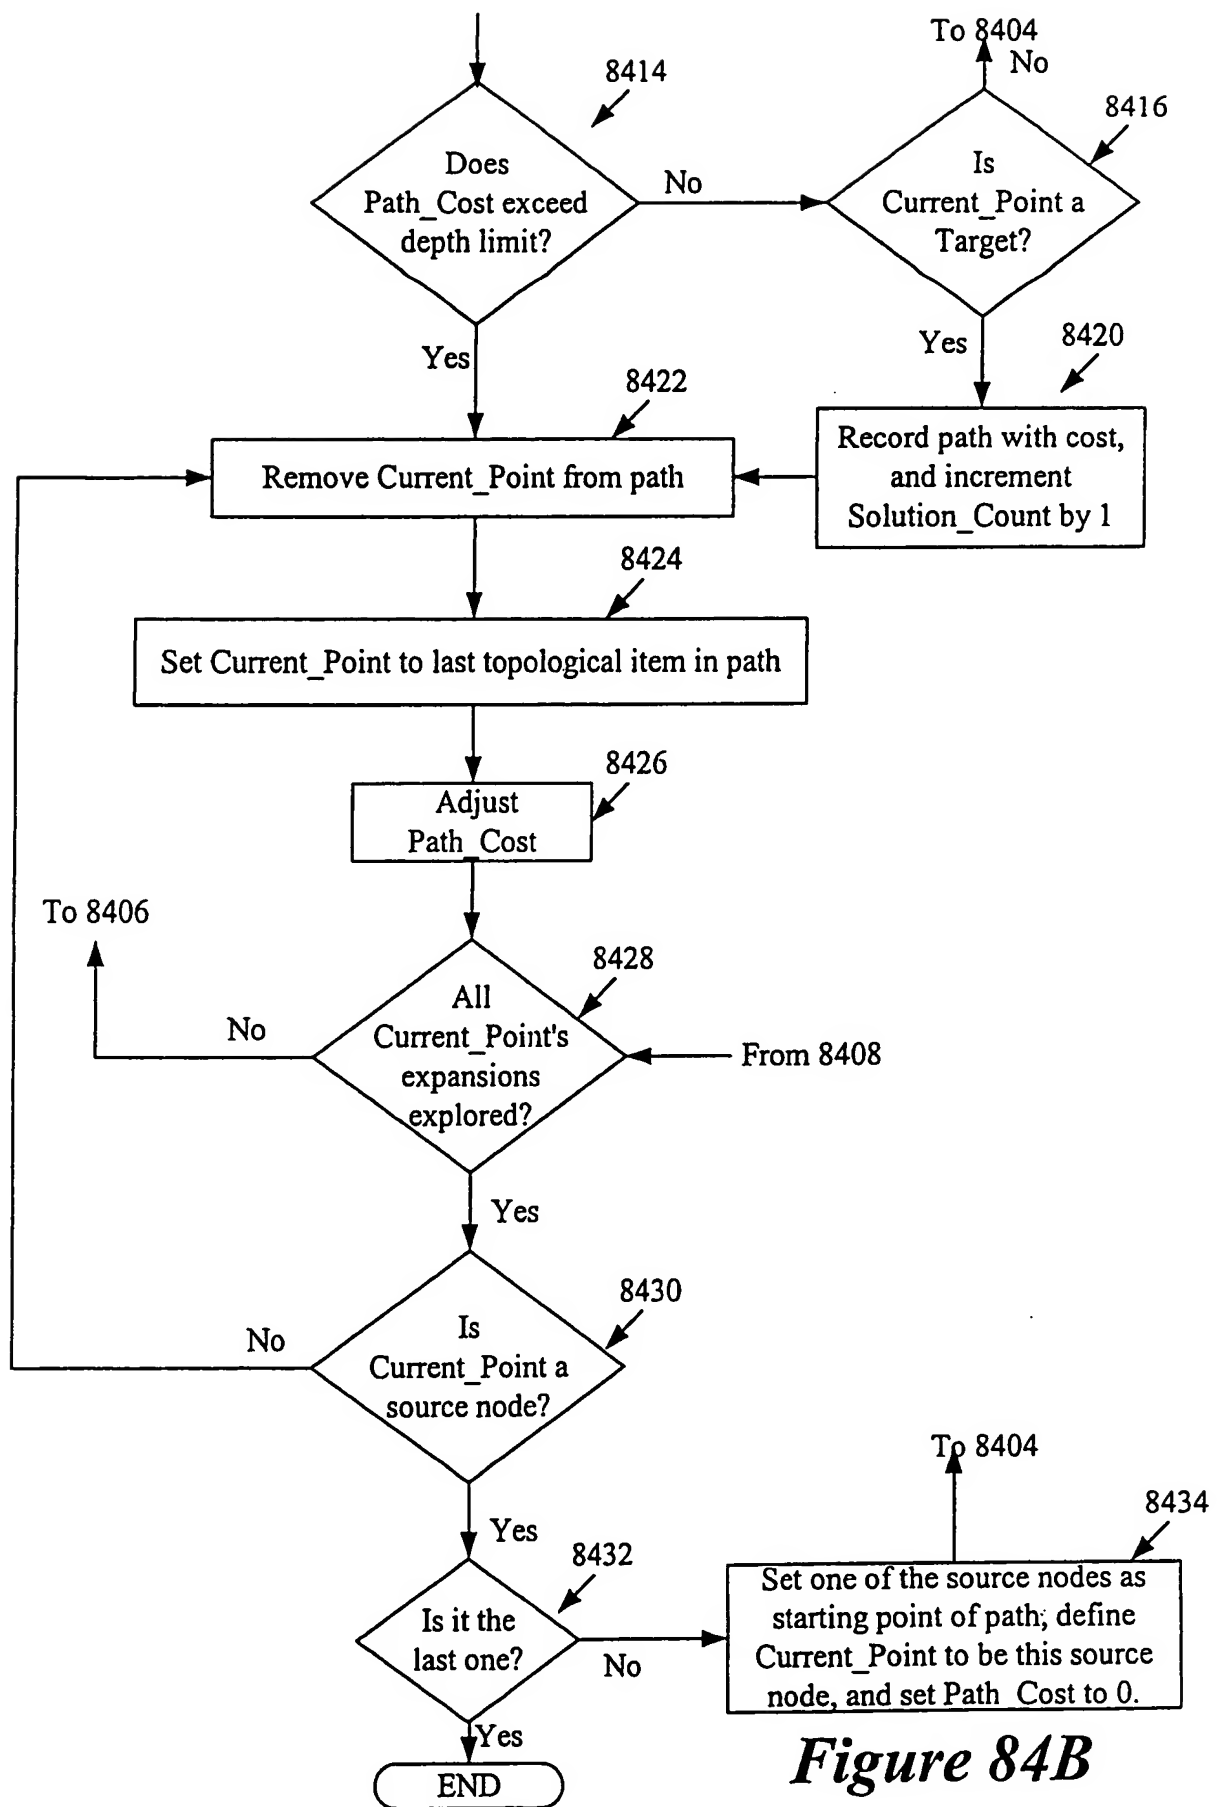 To 8404
No
8414
8416
Does
Path_Cost exceed
depth limit?
No
Is
Current_Point a
Target?
Yes
Yes
8420
8422
Record path with cost,
and increment
Solution_Count by 1
Remove Current_Point from path
8424
Set Current_Point to last topological item in path
8426
Adjust
Path_Cost
To 8406
8428
All
Current_Point's
expansions
explored?
No
From 8408
Yes
8430
Is
Current_Point a
source node?
No
To 8404
8434
Yes
8432
Is it the
last one?
No
Set one of the source nodes as
starting point of path, define
Current_Point to be this source
node, and set Path_Cost to 0.
Yes
END
Figure 84B